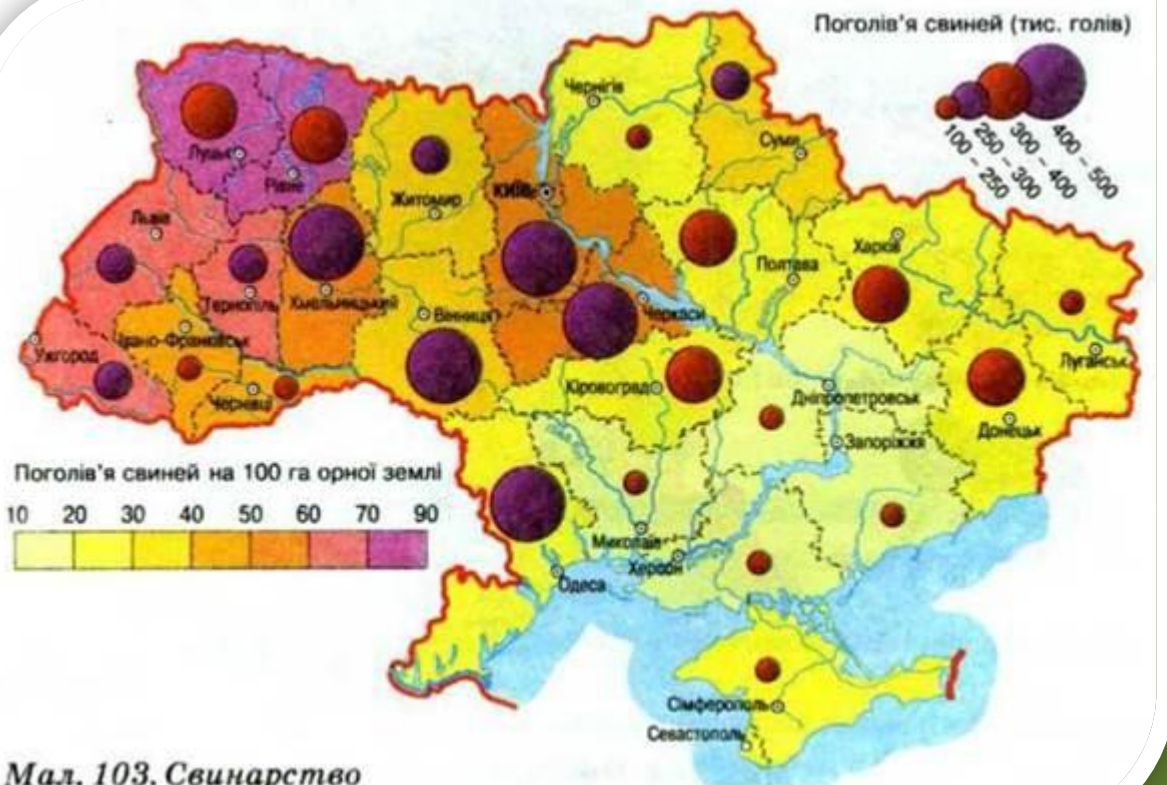 Поголів'я свиней (тис. голів)
100 – 250
250 – 300
300 – 400
400 – 500
Чернігів
Суми
Луцьк
Рівне
Житомир
КИЇВ
Львів
Харків
Полтава
Тернопіль
Хмельницький
Вінниця
Черкаси
Ужгород
Івано-Франківськ
Луганськ
Чернівці
Кіровоград
Дніпропетровськ
Донецьк
Запоріжжя
Поголів'я свиней на 100 га орної землі
10 20 30 40 50 60 70 90
Миколаїв
Херсон
Одеса
Сімферополь
Севастополь
Мал. 103. Свинарство